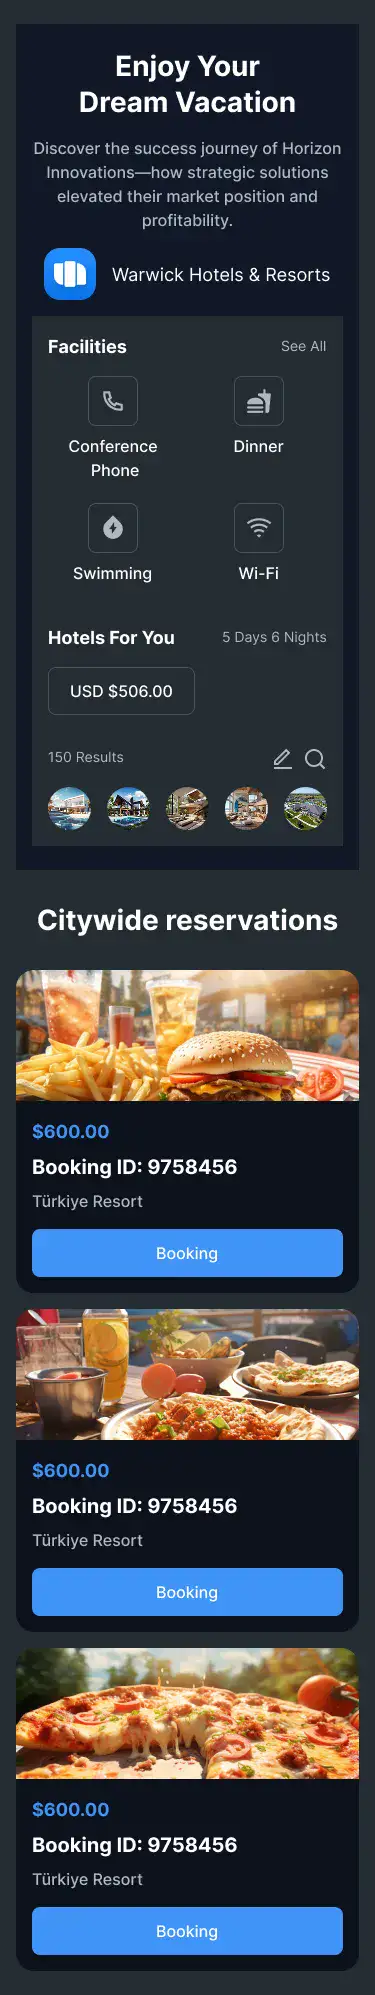 Enjoy Your
Dream Vacation
Discover the success journey of Horizon
Innovations—how strategic solutions
elevated their market position and
profitability.
Warwick Hotels & Resorts
Facilities
See All
Conference
Phone
Dinner
Swimming
Wi-Fi
Hotels For You
5 Days 6 Nights
USD $506.00
150 Results
Citywide reservations
$600.00
Booking ID: 9758456
Türkiye Resort
Booking
$600.00
Booking ID: 9758456
Türkiye Resort
Booking
$600.00
Booking ID: 9758456
Türkiye Resort
Booking